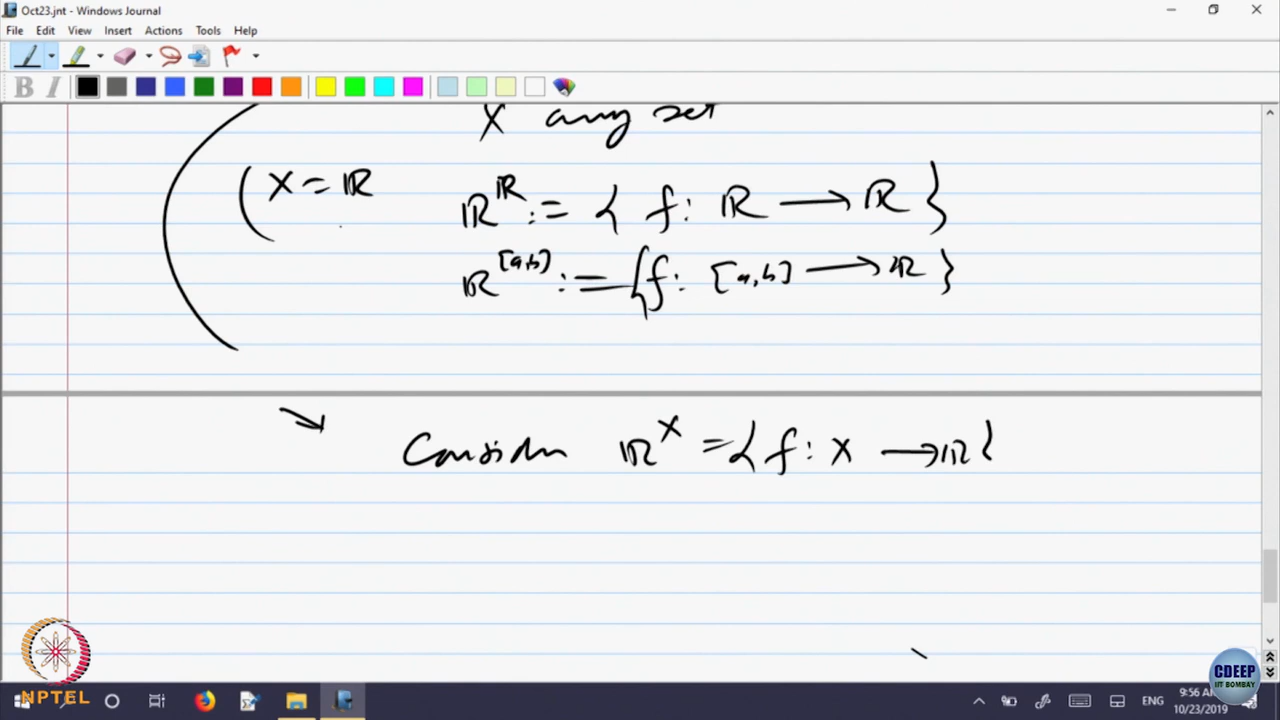 Oct23.jnt - Windows Journal
File Edit View Insert Actions Tools Help
B I
X any set
(X = ℝ ℝ^ℝ := { f : ℝ ⟶ ℝ }
ℝ^[a,b] := { f : [a,b] ⟶ ℝ }
Consider ℝ^X = { f : X ⟶ ℝ }
NPTEL
CDEEP
IIT BOMBAY
ENG
9:56 AM
10/23/2019